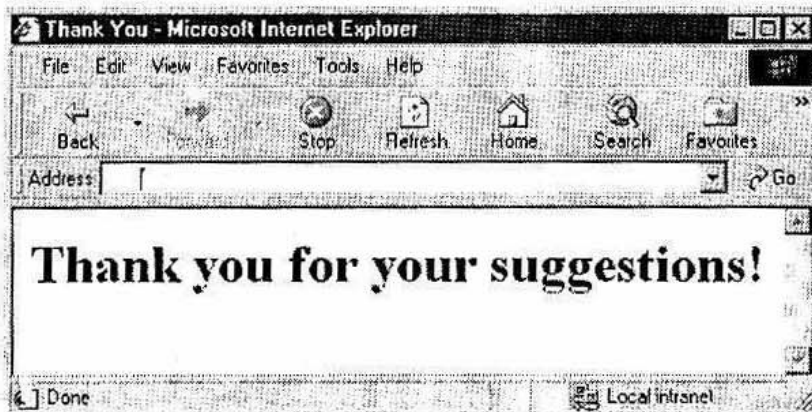 Thank You - Microsoft Internet Explorer
File Edit View Favorites Tools Help
Back Forward Stop Refresh Home Search Favorites »
Address Go
Thank you for your suggestions!
Done Local intranet